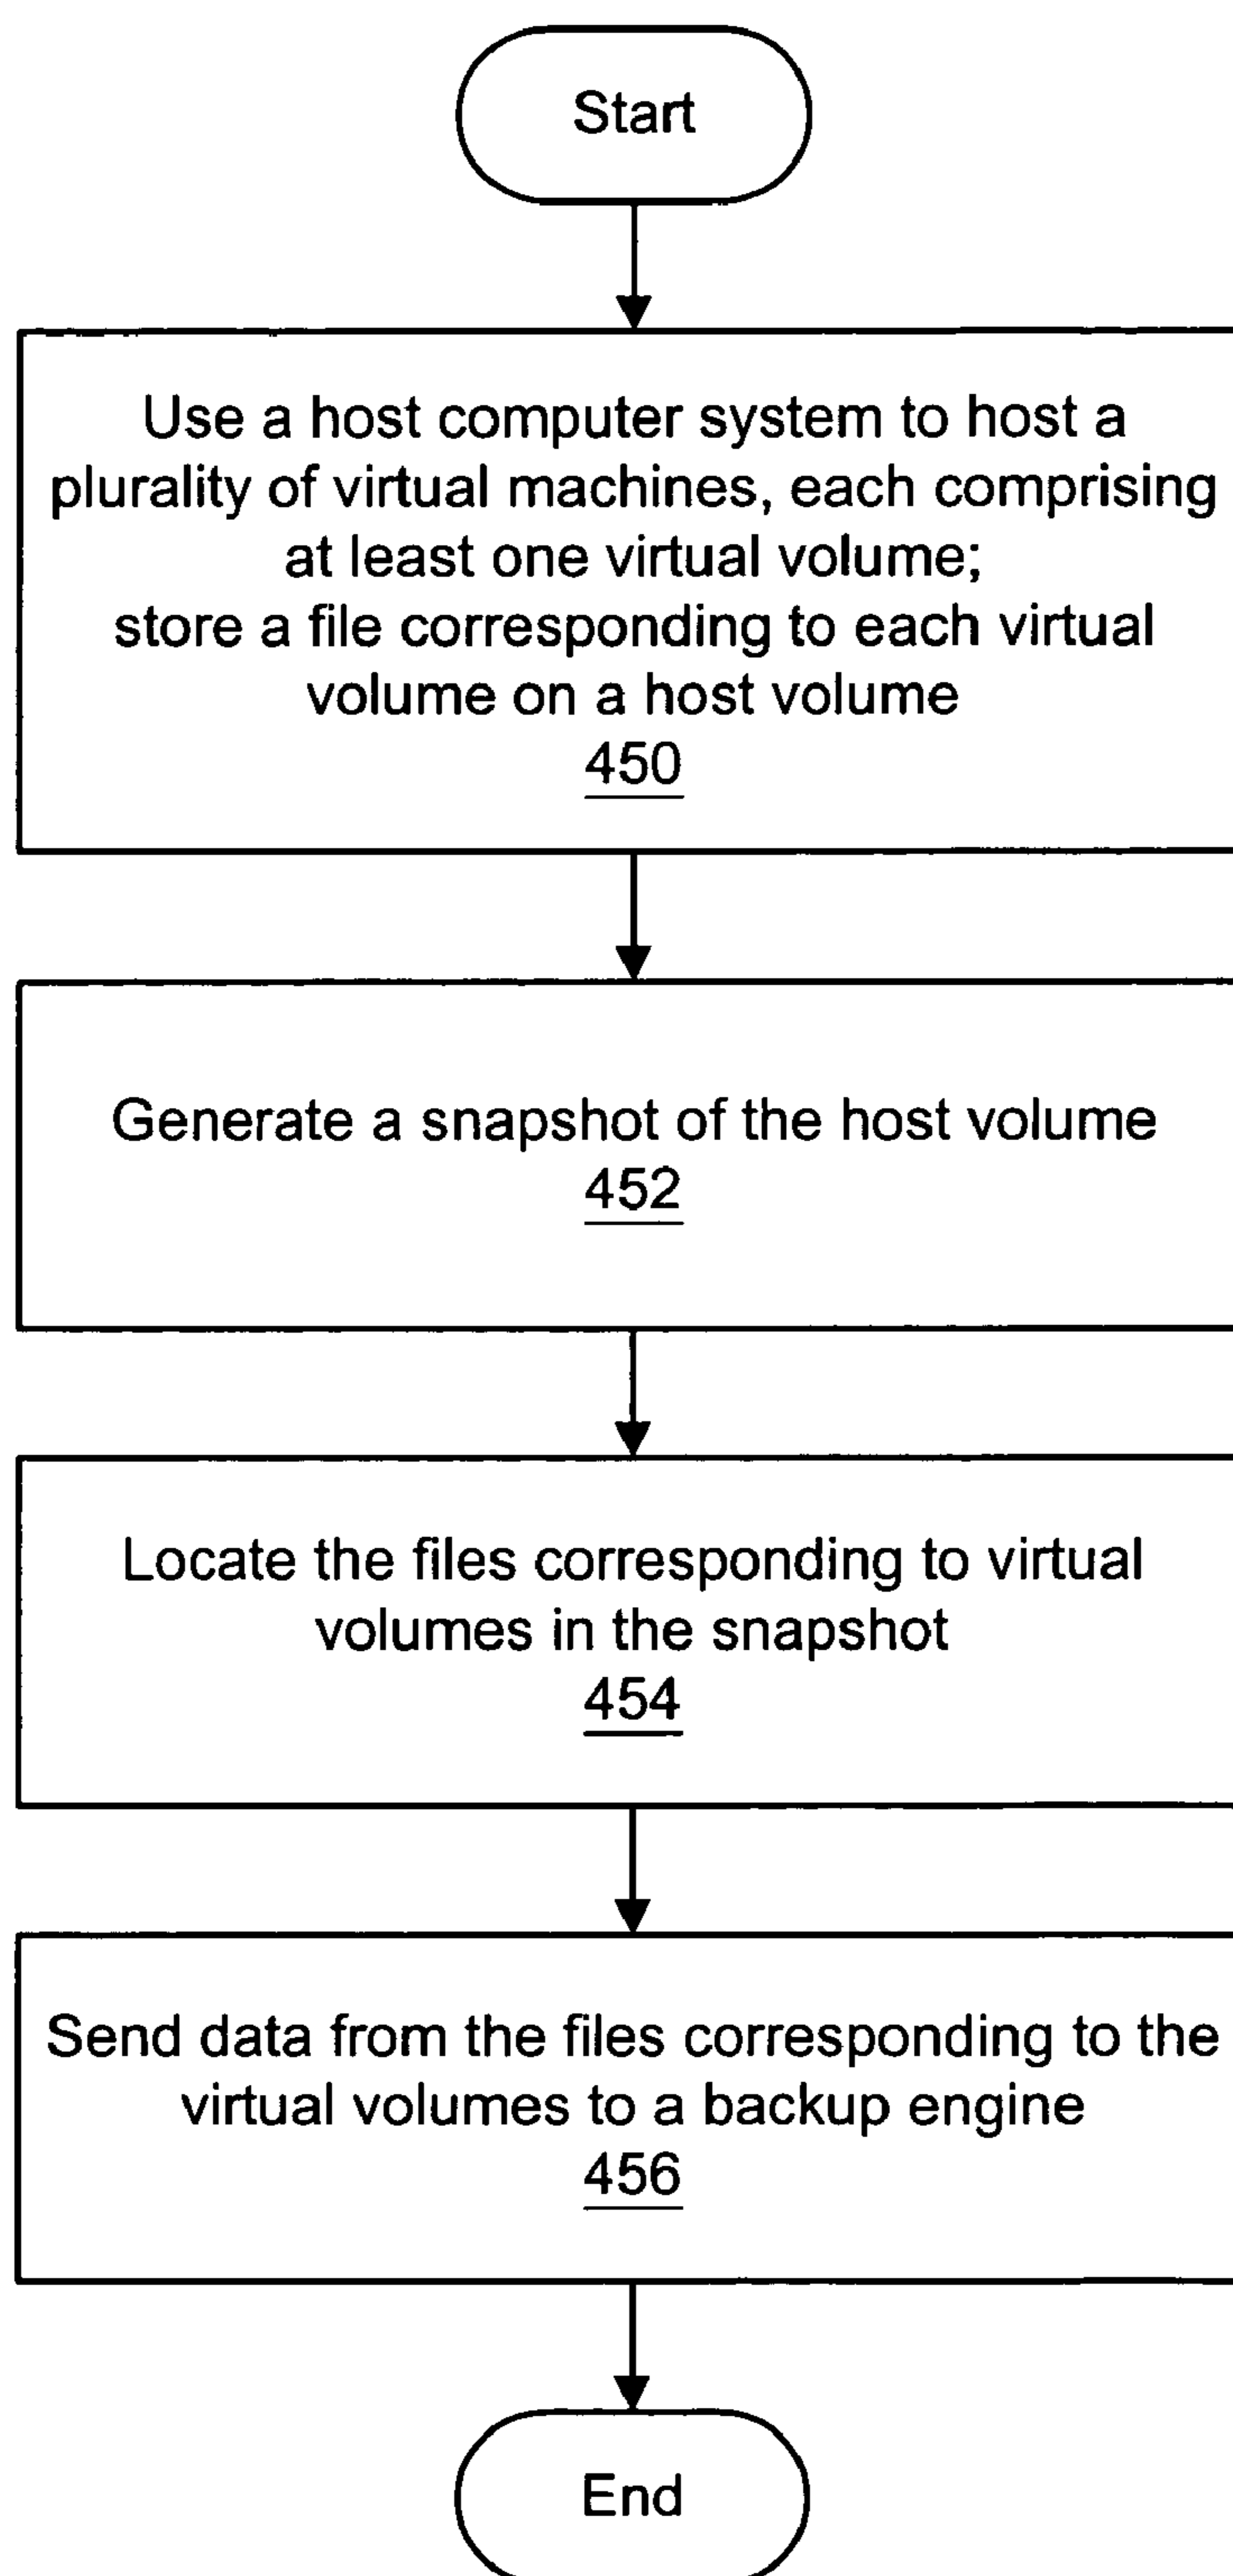 Start
Use a host computer system to host a
plurality of virtual machines, each comprising
at least one virtual volume;
store a file corresponding to each virtual
volume on a host volume
450
Generate a snapshot of the host volume
452
Locate the files corresponding to virtual
volumes in the snapshot
454
Send data from the files corresponding to the
virtual volumes to a backup engine
456
End